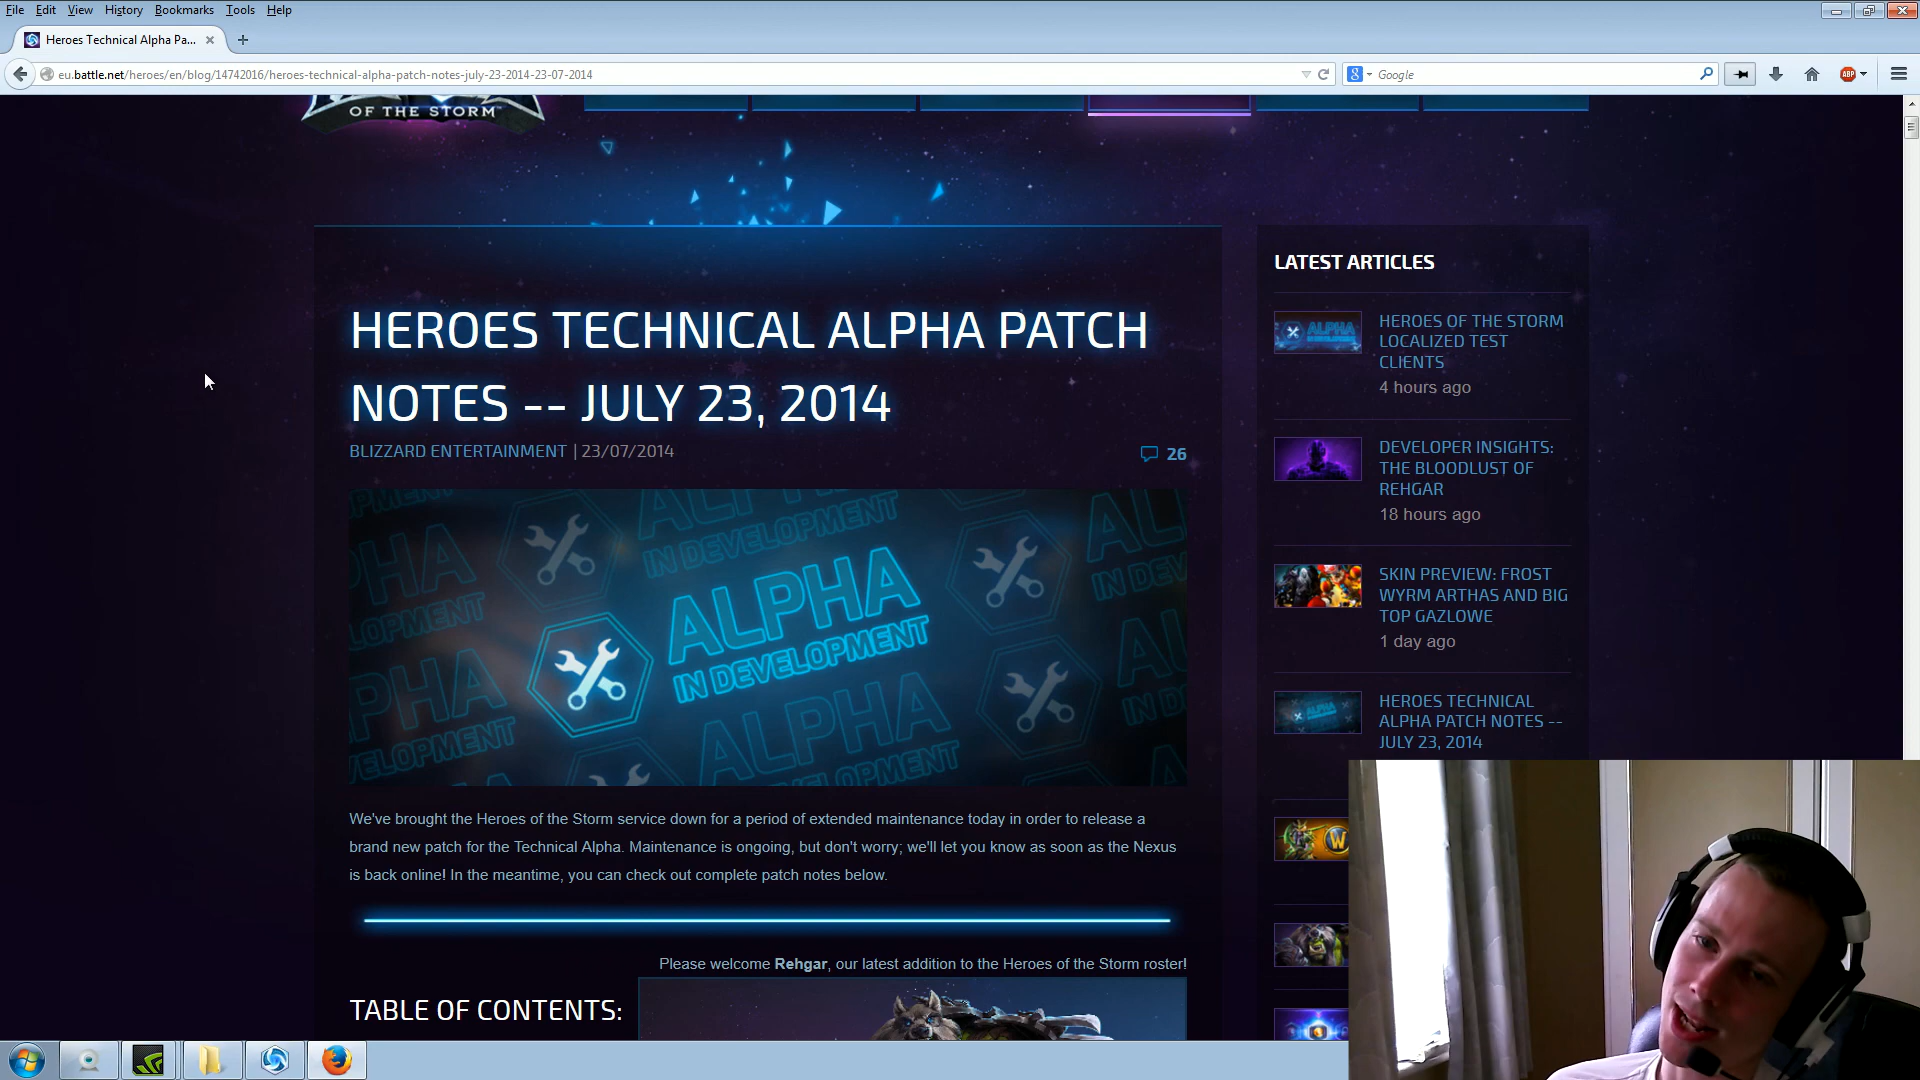 File Edit View History Bookmarks Tools Help
Heroes Technical Alpha Pa...
eu.battle.net/heroes/en/blog/14742016/heroes-technical-alpha-patch-notes-july-23-2014-23-07-2014
Google
ABP
OF THE STORM
HEROES TECHNICAL ALPHA PATCH
NOTES -- JULY 23, 2014
BLIZZARD ENTERTAINMENT | 23/07/2014
26
ALPHA
IN DEVELOPMENT
We've brought the Heroes of the Storm service down for a period of extended maintenance today in order to release a
brand new patch for the Technical Alpha. Maintenance is ongoing, but don't worry; we'll let you know as soon as the Nexus
is back online! In the meantime, you can check out complete patch notes below.
Please welcome Rehgar, our latest addition to the Heroes of the Storm roster!
TABLE OF CONTENTS:
LATEST ARTICLES
HEROES OF THE STORM
LOCALIZED TEST
CLIENTS
4 hours ago
DEVELOPER INSIGHTS:
THE BLOODLUST OF
REHGAR
18 hours ago
SKIN PREVIEW: FROST
WYRM ARTHAS AND BIG
TOP GAZLOWE
1 day ago
HEROES TECHNICAL
ALPHA PATCH NOTES --
JULY 23, 2014